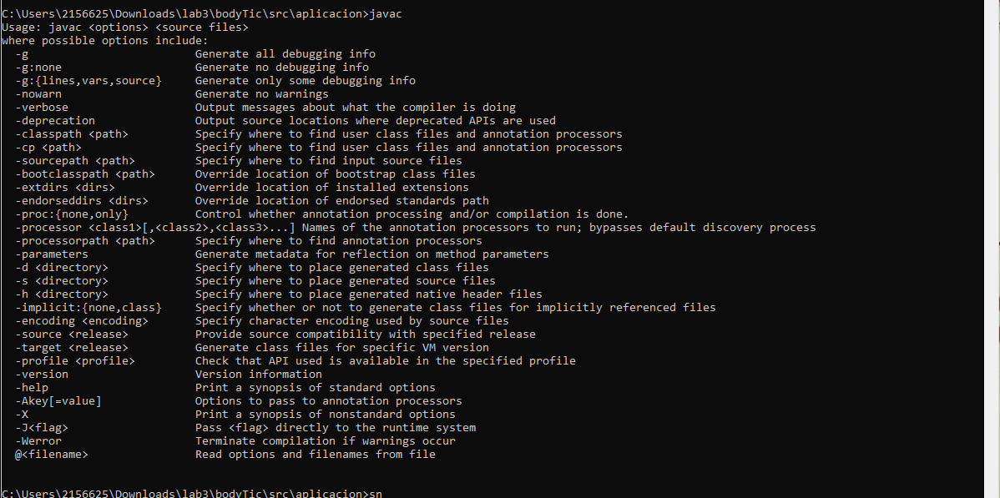 C:\Users\2156625\Downloads\lab3\bodyTic\src\aplicacion>javac
Usage: javac <options> <source files>
where possible options include:
  -g                         Generate all debugging info
  -g:none                    Generate no debugging info
  -g:{lines,vars,source}     Generate only some debugging info
  -nowarn                    Generate no warnings
  -verbose                   Output messages about what the compiler is doing
  -deprecation               Output source locations where deprecated APIs are used
  -classpath <path>          Specify where to find user class files and annotation processors
  -cp <path>                 Specify where to find user class files and annotation processors
  -sourcepath <path>         Specify where to find input source files
  -bootclasspath <path>      Override location of bootstrap class files
  -extdirs <dirs>            Override location of installed extensions
  -endorseddirs <dirs>       Override location of endorsed standards path
  -proc:{none,only}          Control whether annotation processing and/or compilation is done.
  -processor <class1>[,<class2>,<class3>...] Names of the annotation processors to run; bypasses default discovery process
  -processorpath <path>      Specify where to find annotation processors
  -parameters                Generate metadata for reflection on method parameters
  -d <directory>             Specify where to place generated class files
  -s <directory>             Specify where to place generated source files
  -h <directory>             Specify where to place generated native header files
  -implicit:{none,class}     Specify whether or not to generate class files for implicitly referenced files
  -encoding <encoding>       Specify character encoding used by source files
  -source <release>          Provide source compatibility with specified release
  -target <release>          Generate class files for specific VM version
  -profile <profile>         Check that API used is available in the specified profile
  -version                   Version information
  -help                      Print a synopsis of standard options
  -Akey[=value]              Options to pass to annotation processors
  -X                         Print a synopsis of nonstandard options
  -J<flag>                   Pass <flag> directly to the runtime system
  -Werror                    Terminate compilation if warnings occur
  @<filename>                Read options and filenames from file
C:\Users\2156625\Downloads\lab3\bodyTic\src\aplicacion>sn